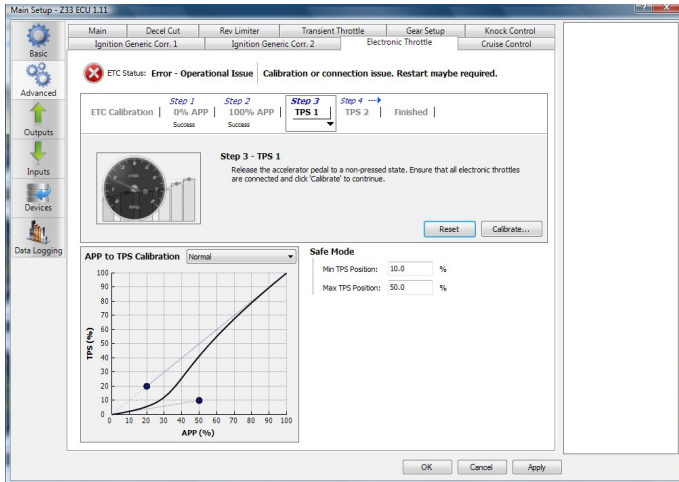 Main Setup - Z33 ECU 1.11
Basic
Advanced
Outputs
Inputs
Devices
Data Logging
Main Decel Cut Rev Limiter Transient Throttle Gear Setup Knock Control
Ignition Generic Corr. 1 Ignition Generic Corr. 2 Electronic Throttle Cruise Control
ETC Status: Error - Operational Issue Calibration or connection issue. Restart maybe required.
Step 1 Step 2 Step 3 Step 4
ETC Calibration 0% APP 100% APP TPS 1 TPS 2 Finished
Success Success
Step 3 - TPS 1
Release the accelerator pedal to a non-pressed state. Ensure that all electronic throttles
are connected and click 'Calibrate' to continue.
Reset Calibrate...
APP to TPS Calibration Normal
100
90
80
70
60
50
40
30
20
10
0
TPS (%)
0 10 20 30 40 50 60 70 80 90 100
APP (%)
Safe Mode
Min TPS Position: 10.0 %
Max TPS Position: 50.0 %
OK Cancel Apply